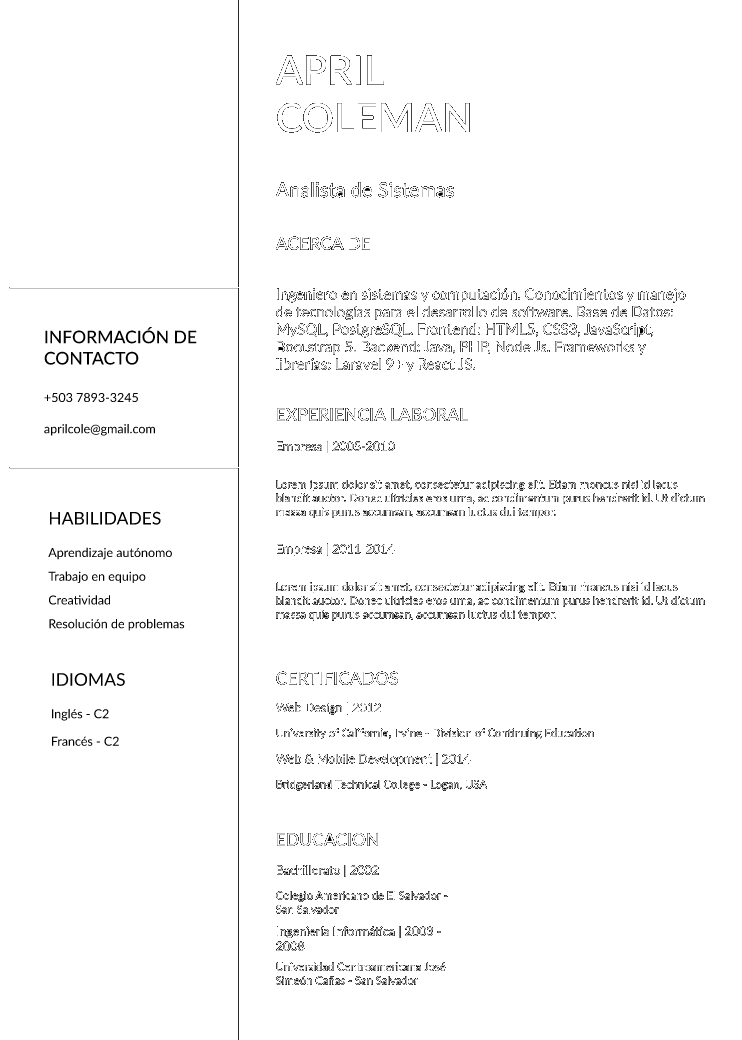 APRIL
COLEMAN
Analista de Sistemas
ACERCA DE
Ingeniero en sistemas y computación. Conocimientos y manejo
de tecnologías para el desarrollo de software. Base de Datos:
MySQL, PostgreSQL. Frontend: HTML5, CSS3, JavaScript,
Boostrap 5. Backend: Java, PHP, Node Js. Frameworks y
librerías: Laravel 9+ y React JS.
INFORMACIÓN DE
CONTACTO
+503 7893-3245
aprilcole@gmail.com
HABILIDADES
Aprendizaje autónomo
Trabajo en equipo
Creatividad
Resolución de problemas
IDIOMAS
Inglés - C2
Francés - C2
EXPERIENCIA LABORAL
Empresa |
Lorem ipsum dolor sit amet, consectetur adipiscing elit. Etiam rhoncus nisl id lacus
blandit auctor. Donec ultricies eros urna, ac condimentum purus hendrerit id. Ut dictum
massa quis purus accumsan, accumsan luctus dui tempor.
Empresa | 2011-2014
Lorem ipsum dolor sit amet, consectetur adipiscing elit. Etiam rhoncus nisl id lacus
blandit auctor. Donec ultricies eros urna, ac condimentum purus hendrerit id. Ut dictum
massa quis purus accumsan, accumsan luctus dui tempor.
CERTIFICADOS
Web Design | 2012
University of California, Irvine - Division of Continuing Education
Web & Mobile Development | 2014
Bridgerland Technical College - Logan, USA
EDUCACION
Bachillerato | 2002
Colegio Americano de El Salvador -
San Salvador
Ingeniería Informática | 2003 -
2008
Universidad Centroamericana José
Simeón Cañas - San Salvador